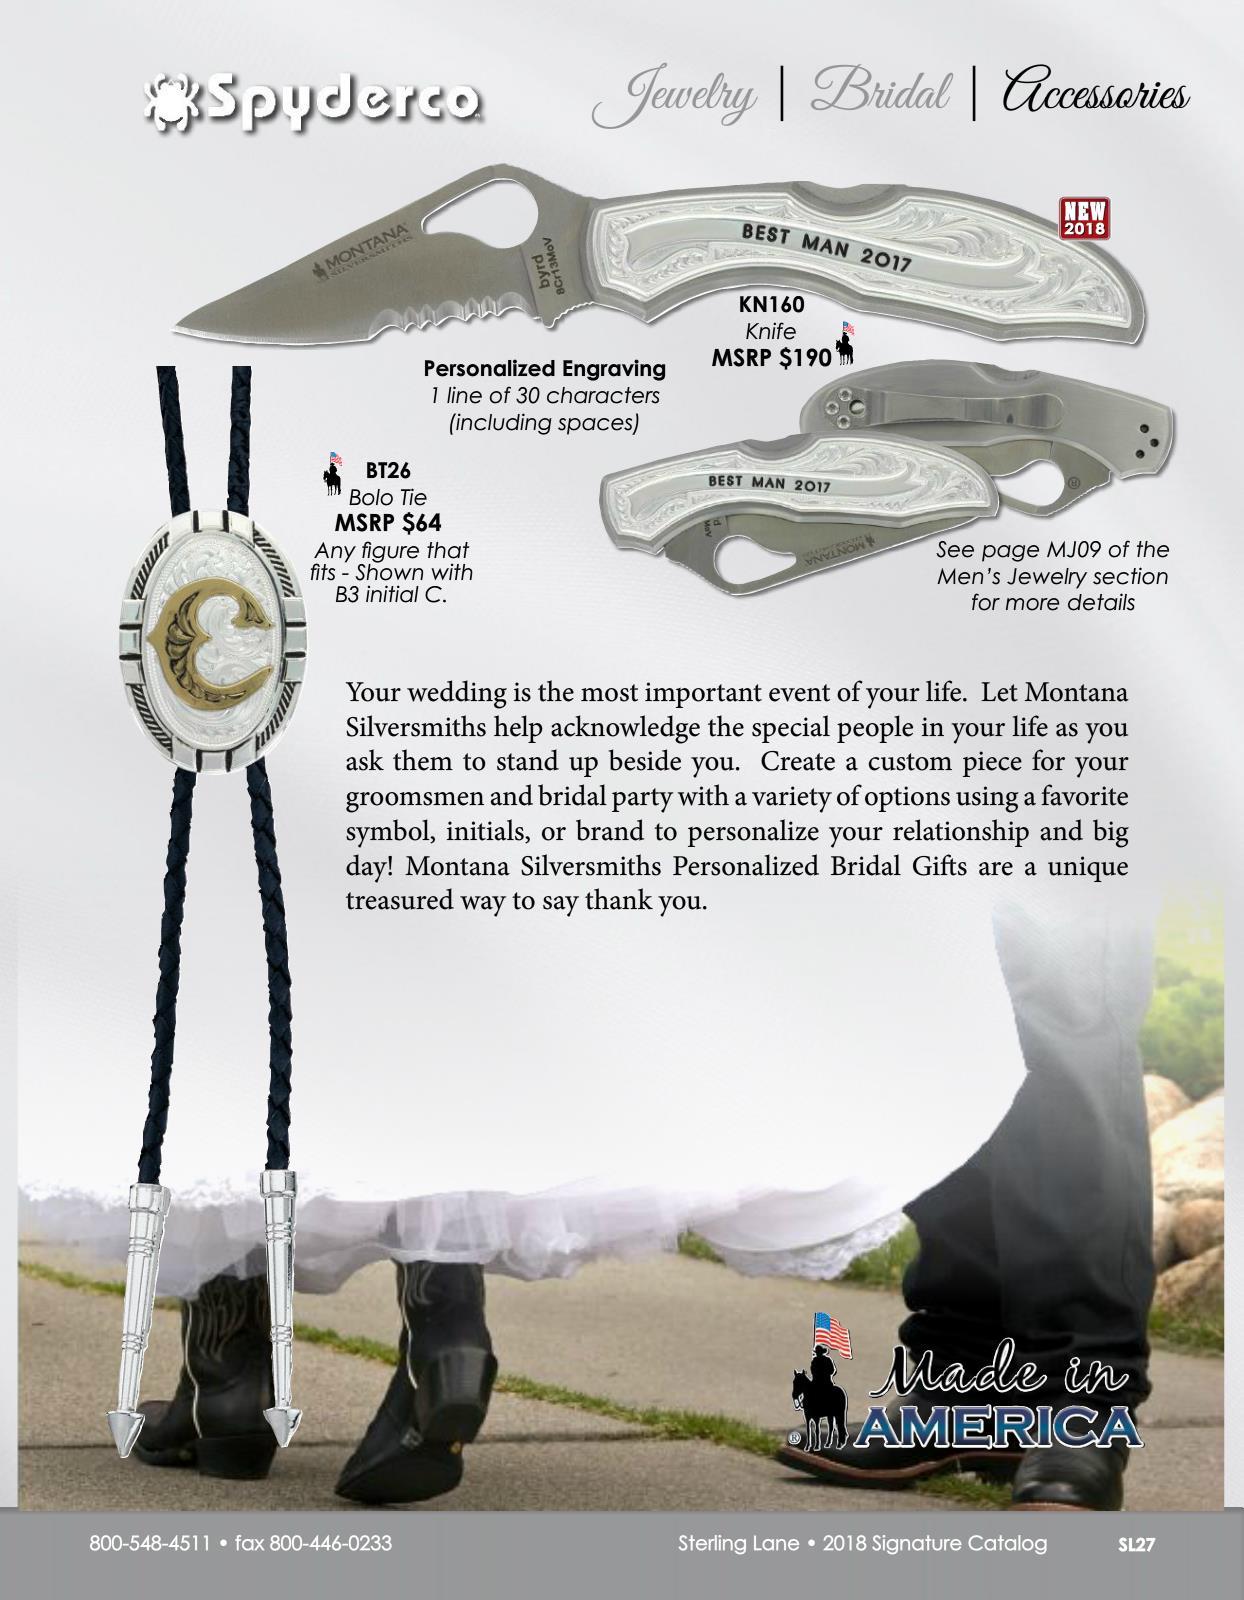 Spyderco
Jewelry | Bridal | Accessories
MONTANA
SILVERSMITHS
byrd
8Cr13MoV
BEST MAN 2017
NEW
2018
KN160
Knife
MSRP $190
Personalized Engraving
1 line of 30 characters
(including spaces)
BEST MAN 2017
BT26
Bolo Tie
MSRP $64
Any figure that
fits - Shown with
B3 initial C.
C
See page MJ09 of the
Men's Jewelry section
for more details
Your wedding is the most important event of your life.  Let Montana
Silversmiths help acknowledge the special people in your life as you
ask them to stand up beside you.  Create a custom piece for your
groomsmen and bridal party with a variety of options using a favorite
symbol, initials, or brand to personalize your relationship and big
day! Montana Silversmiths Personalized Bridal Gifts are a unique
treasured way to say thank you.
Made in
® AMERICA
800-548-4511 • fax 800-446-0233
Sterling Lane • 2018 Signature Catalog
SL27